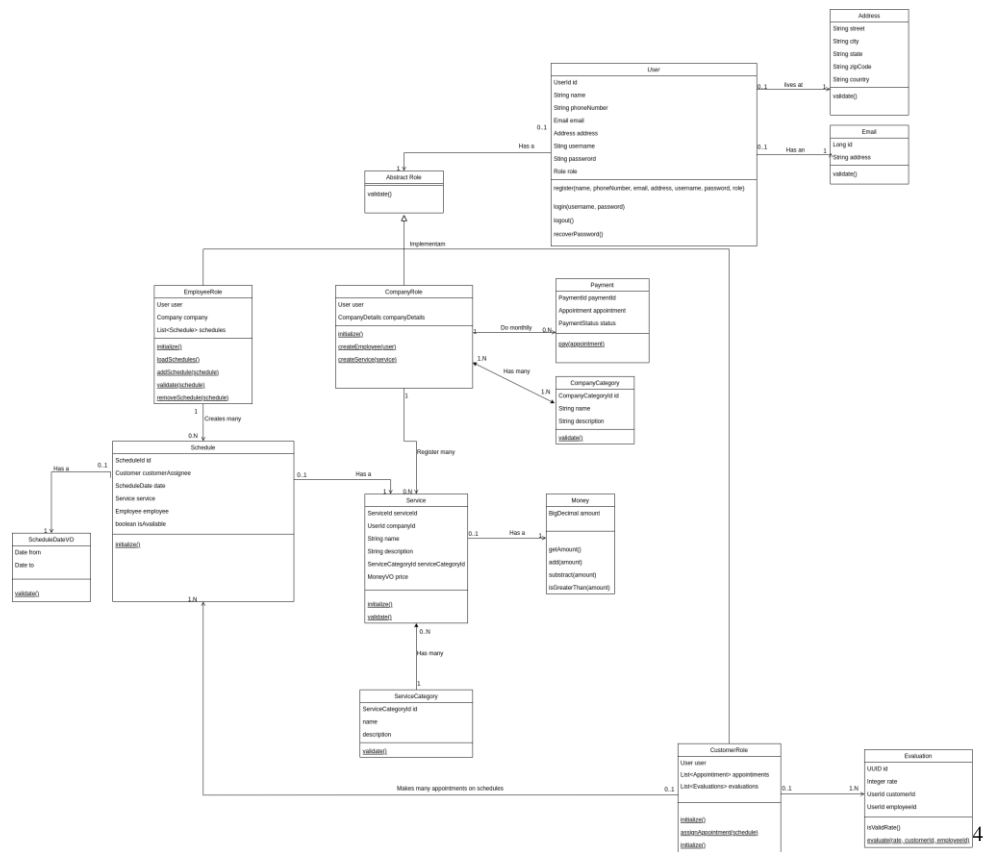 Address
String street
String city
String state
String zipCode
String country
validate()
User
UserId id
String name
String phoneNumber
Email email
Address address
Sting username
Sting password
Role role
register(name, phoneNumber, email, address, username, password, role)
login(username, password)
logout()
recoverPassword()
0..1
lives at
1
Email
Long id
String address
validate()
0..1
Has an
1
0..1
Has a
1
Abstract Role
validate()
Implementam
EmployeeRole
User user
Company company
List<Schedule> schedules
initialize()
loadSchedules()
addSchedule(schedule)
validate(schedule)
removeSchedule(schedule)
CompanyRole
User user
CompanyDetails companyDetails
initialize()
createEmployee(user)
createService(service)
Payment
PaymentId paymentId
Appointment appointment
PaymentStatus status
pay(appointment)
1
Do monthly
0..N
1.N
Has many
1.N
CompanyCategory
CompanyCategoryId id
String name
String description
validate()
1
Creates many
0.N
1
Register many
0..N
Schedule
ScheduleId id
Customer customerAssignee
ScheduleDate date
Service service
Employee employee
boolean isAvailable
initialize()
0..1
Has a
1
ScheduleDateVO
Date from
Date to
validate()
0..1
Has a
1
Service
ServiceId serviceId
UserId companyId
String name
String description
ServiceCategoryId serviceCategoryId
MoneyVO price
initialize()
validate()
0..1
Has a
1
Money
BigDecimal amount
getAmount()
add(amount)
substract(amount)
isGreaterThan(amount)
0..N
Has many
1
ServiceCategory
ServiceCategoryId id
name
description
validate()
1.N
Makes many appointments on schedules
0..1
CustomerRole
User user
List<Appointiment> appointiments
List<Evaluations> evaluations
initialize()
assignAppointment(schedule)
initialize()
0..1
1.N
Evaluation
UUID id
Integer rate
UserId customerId
UserId employeeId
isValidRate()
evaluate(rate, customerId, employeeId)
4